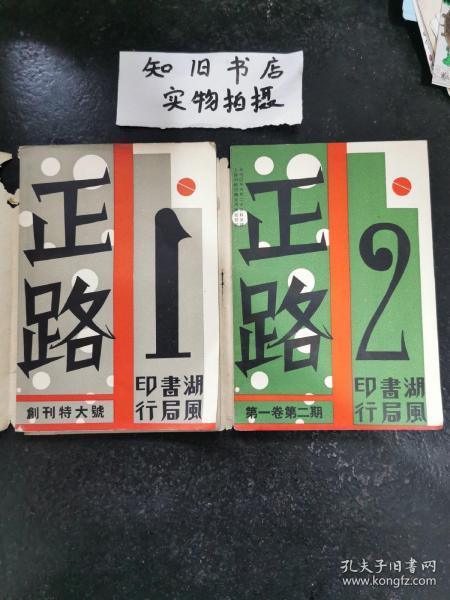 知旧书店
实物拍摄
正路
1
創刊特大號
湖風
書局
印行
正路
2
第一卷第二期
湖風
書局
印行
孔夫子旧书网
www.kongfz.com